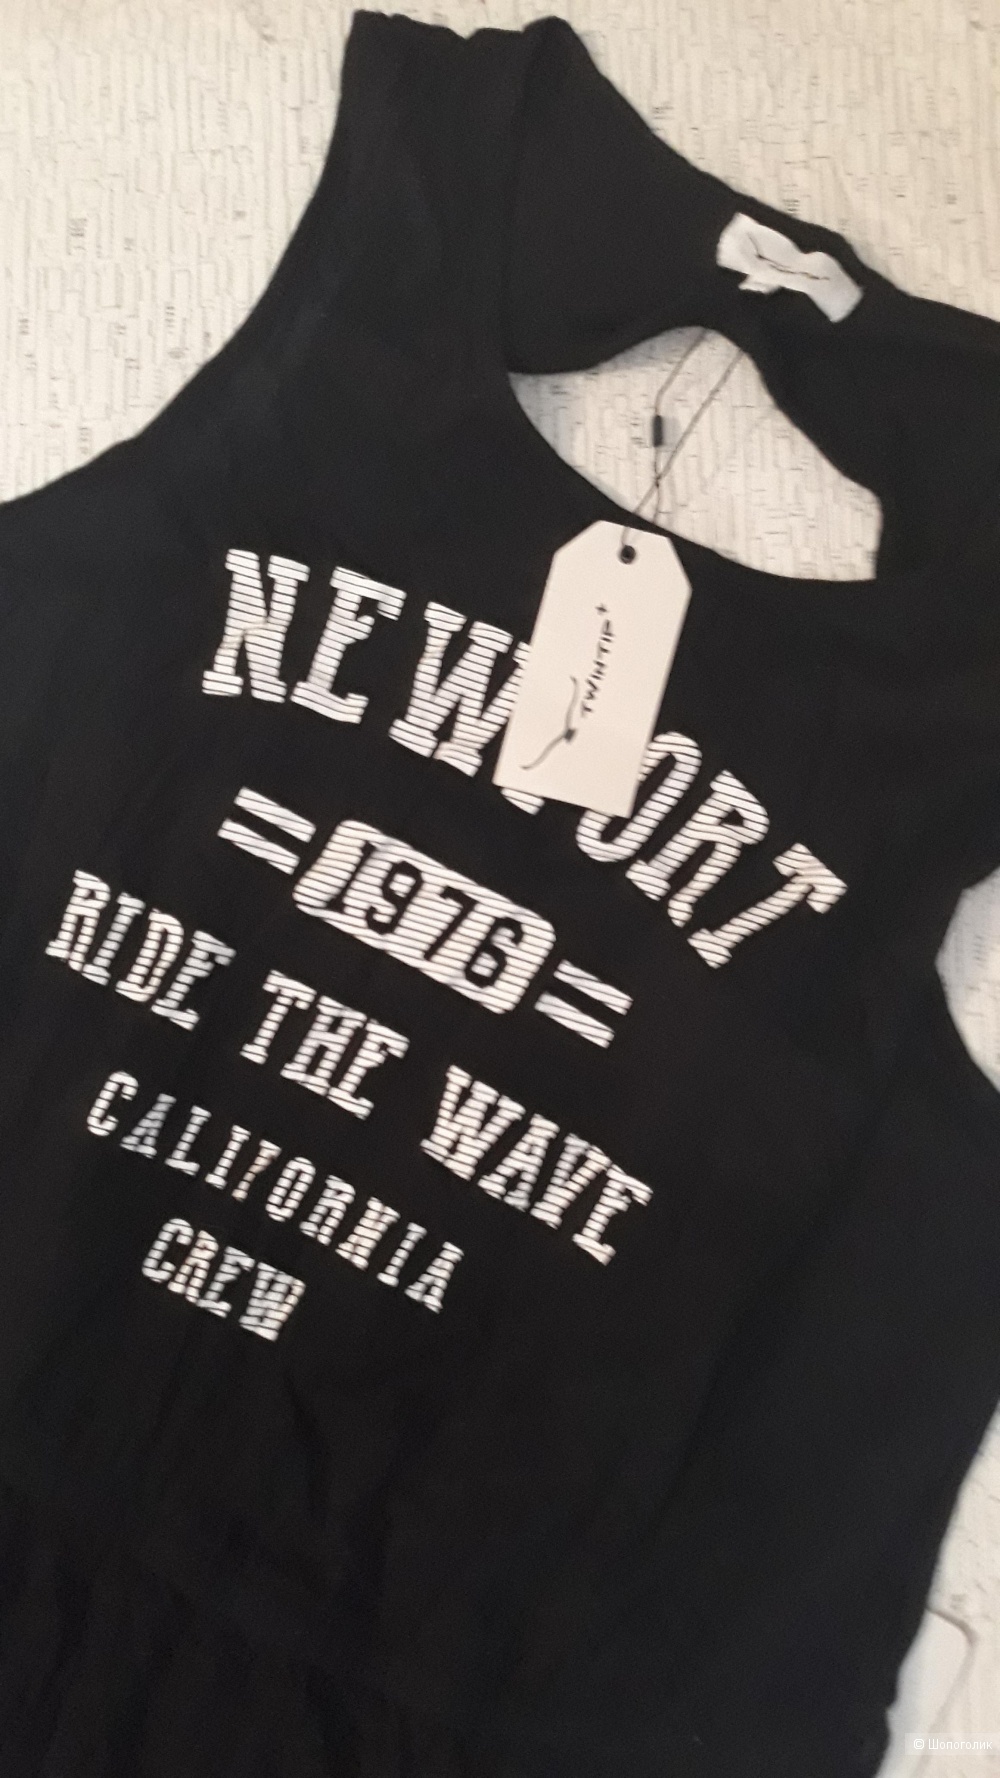 TWINTIP+
NEWPORT
= 1976 =
RIDE THE WAVE
CALIFORNIA
CREW
© Шопоголик